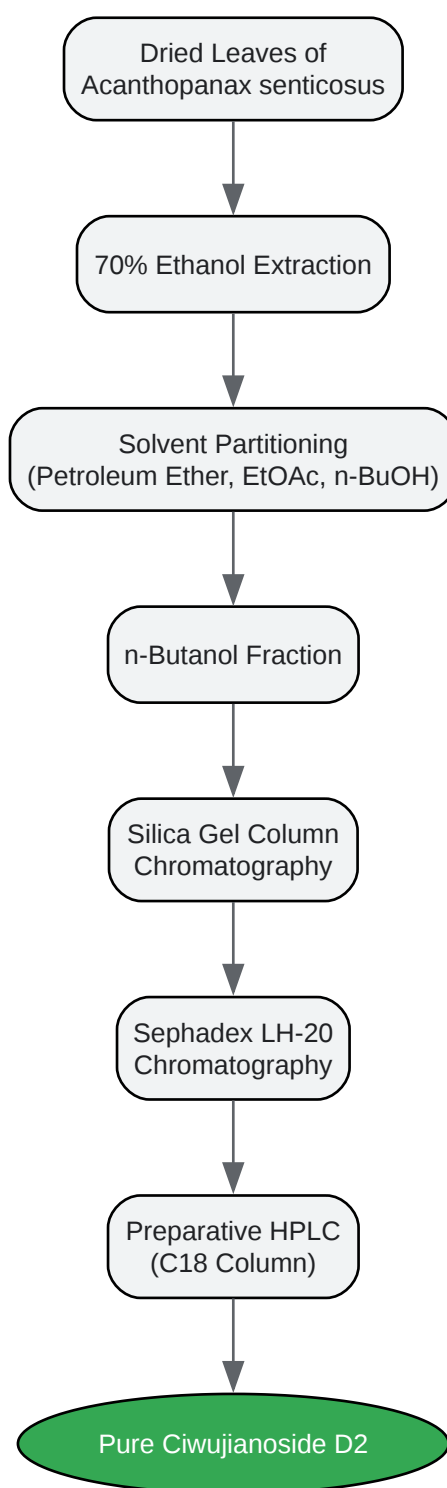 Dried Leaves of
Acanthopanax senticosus
70% Ethanol Extraction
Solvent Partitioning
(Petroleum Ether, EtOAc, n-BuOH)
n-Butanol Fraction
Silica Gel Column
Chromatography
Sephadex LH-20
Chromatography
Preparative HPLC
(C18 Column)
Pure Ciwujianoside D2